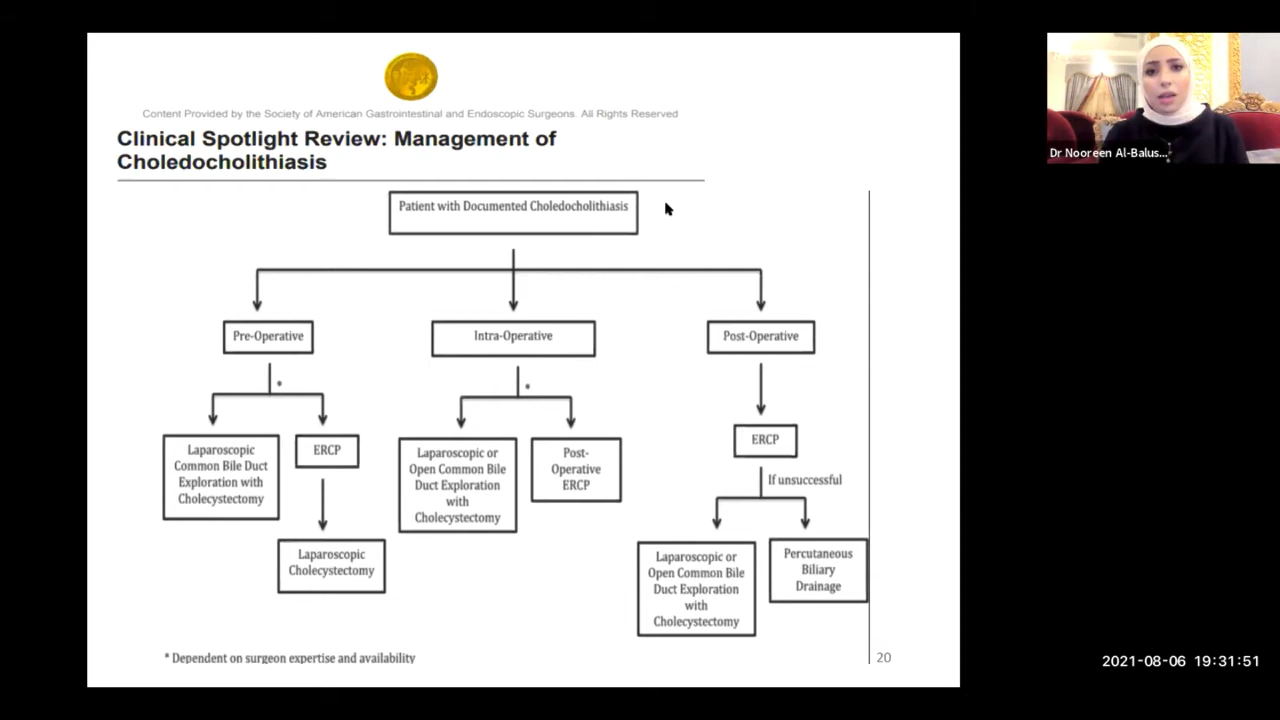 Content Provided by the Society of American Gastrointestinal and Endoscopic Surgeons. All Rights Reserved
Clinical Spotlight Review: Management of
Choledocholithiasis
Patient with Documented Choledocholithiasis
Pre-Operative
Intra-Operative
Post-Operative
*
*
Laparoscopic
Common Bile Duct
Exploration with
Cholecystectomy
ERCP
Laparoscopic
Cholecystectomy
Laparoscopic or
Open Common Bile
Duct Exploration
with
Cholecystectomy
Post-
Operative
ERCP
ERCP
If unsuccessful
Laparoscopic or
Open Common Bile
Duct Exploration
with
Cholecystectomy
Percutaneous
Biliary
Drainage
* Dependent on surgeon expertise and availability
20
Dr Nooreen Al-Balus...
2021-08-06 19:31:51